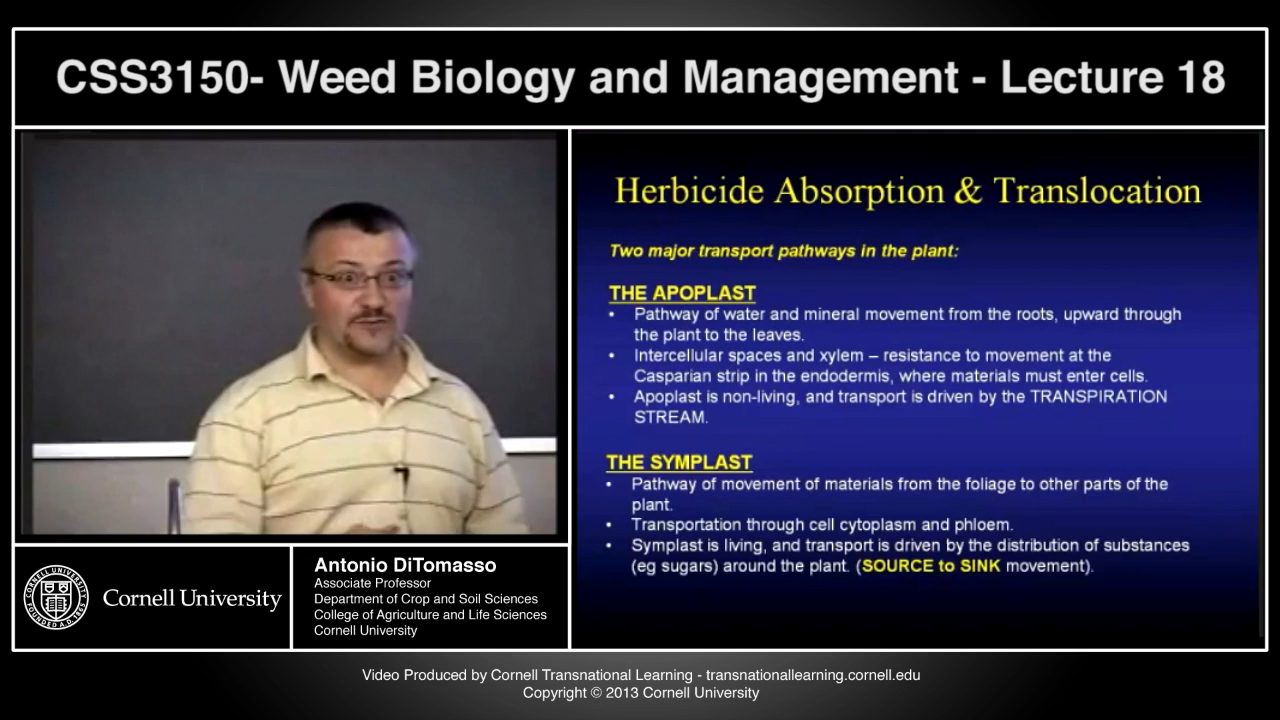 CSS3150- Weed Biology and Management - Lecture 18
Herbicide Absorption & Translocation
Two major transport pathways in the plant:
THE APOPLAST
• Pathway of water and mineral movement from the roots, upward through
the plant to the leaves.
• Intercellular spaces and xylem – resistance to movement at the
Casparian strip in the endodermis, where materials must enter cells.
• Apoplast is non-living, and transport is driven by the TRANSPIRATION
STREAM.
THE SYMPLAST
• Pathway of movement of materials from the foliage to other parts of the
plant.
• Transportation through cell cytoplasm and phloem.
• Symplast is living, and transport is driven by the distribution of substances
(eg sugars) around the plant. (SOURCE to SINK movement).
CORNELL UNIVERSITY
FOUNDED A.D. 1865
Cornell University
Antonio DiTomasso
Associate Professor
Department of Crop and Soil Sciences
College of Agriculture and Life Sciences
Cornell University
Video Produced by Cornell Transnational Learning - transnationallearning.cornell.edu
Copyright © 2013 Cornell University